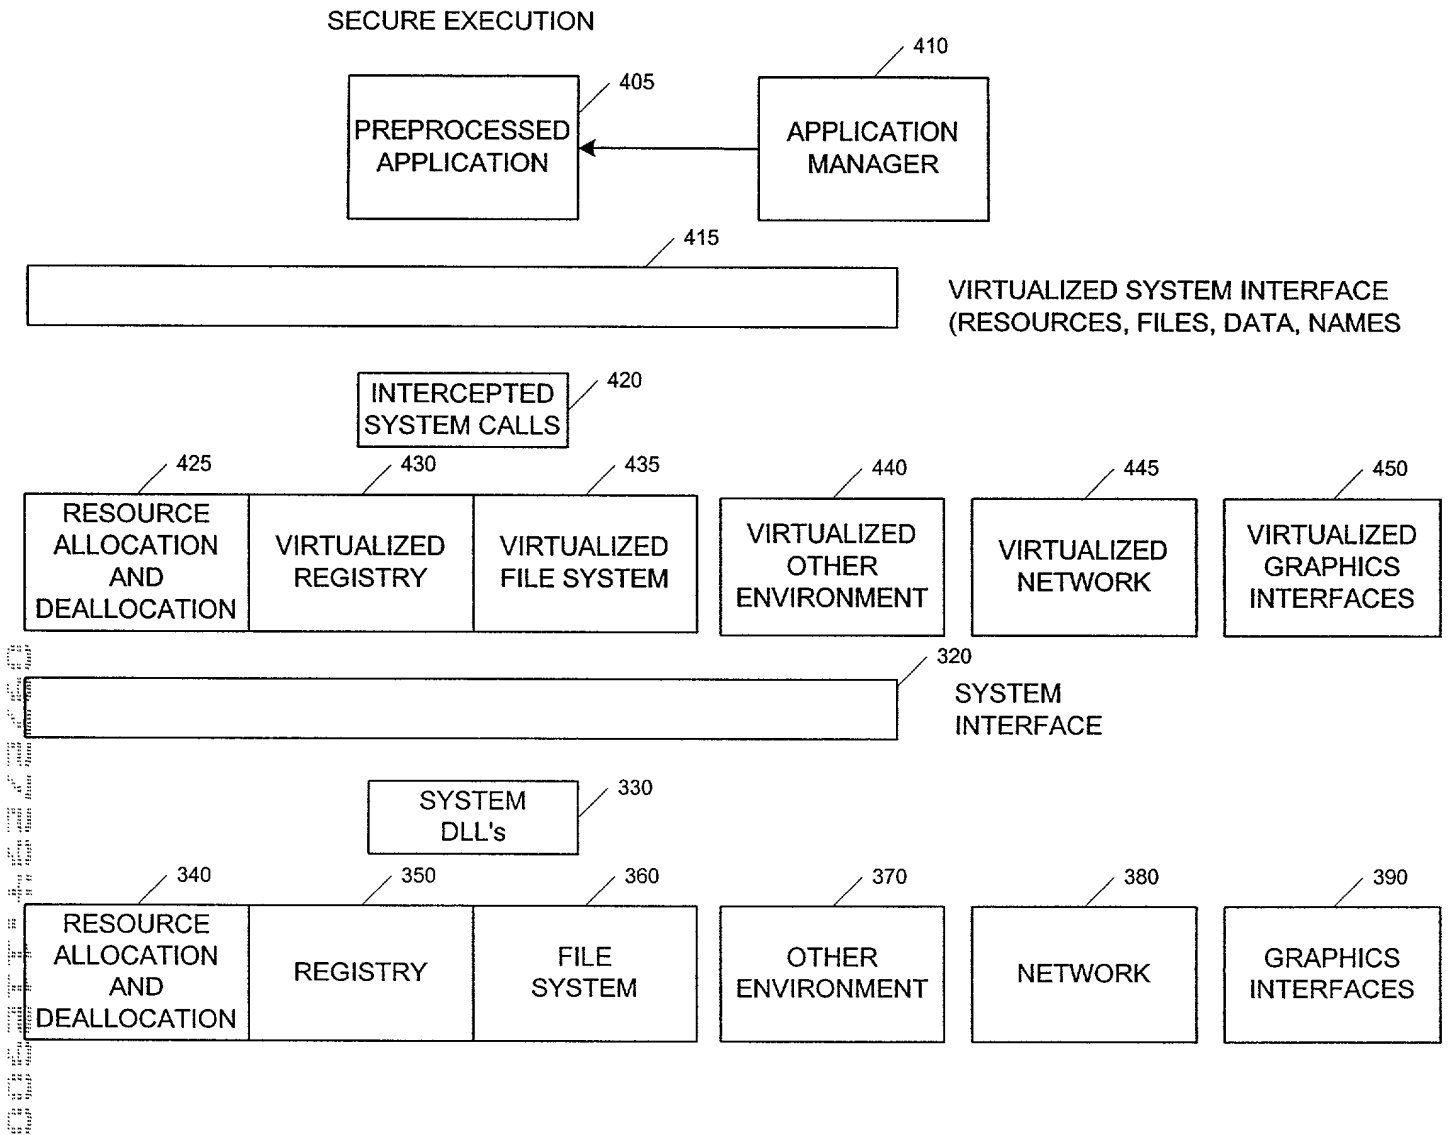 SECURE EXECUTION
410
405
PREPROCESSED
APPLICATION
APPLICATION
MANAGER
415
VIRTUALIZED SYSTEM INTERFACE
(RESOURCES, FILES, DATA, NAMES
INTERCEPTED
SYSTEM CALLS
420
425
430
435
440
445
450
RESOURCE
ALLOCATION
AND
DEALLOCATION
VIRTUALIZED
REGISTRY
VIRTUALIZED
FILE SYSTEM
VIRTUALIZED
OTHER
ENVIRONMENT
VIRTUALIZED
NETWORK
VIRTUALIZED
GRAPHICS
INTERFACES
320
SYSTEM
INTERFACE
SYSTEM
DLL's
330
340
350
360
370
380
390
RESOURCE
ALLOCATION
AND
DEALLOCATION
REGISTRY
FILE
SYSTEM
OTHER
ENVIRONMENT
NETWORK
GRAPHICS
INTERFACES